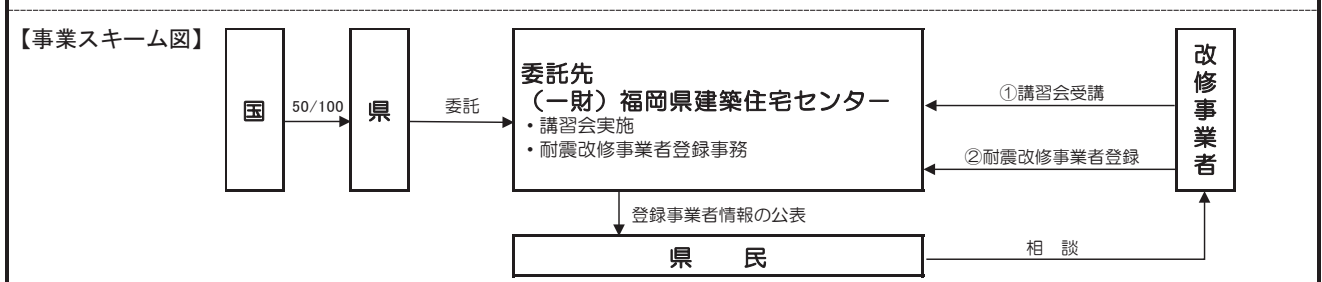 【事業スキーム図】
国
50/100
県
委託
委託先
(一財)福岡県建築住宅センター
・講習会実施
・耐震改修事業者登録事務
①講習会受講
②耐震改修事業者登録
改修事業者
登録事業者情報の公表
県 民
相 談